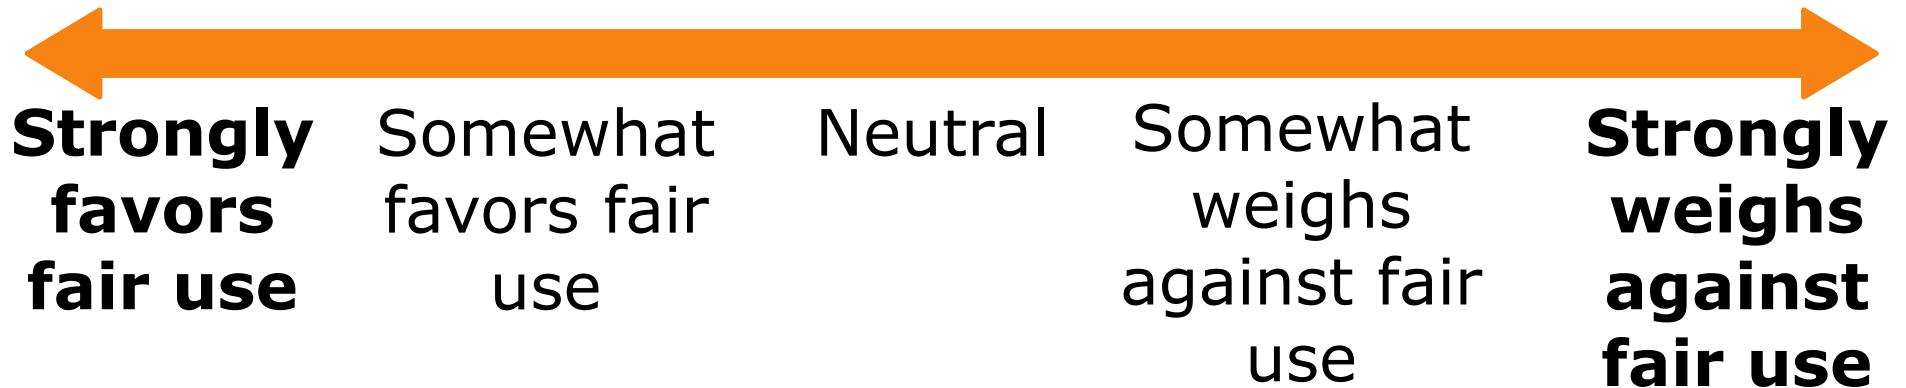 Strongly
favors
fair use
Somewhat
favors fair
use
Neutral
Somewhat
weighs
against fair
use
Strongly
weighs
against
fair use